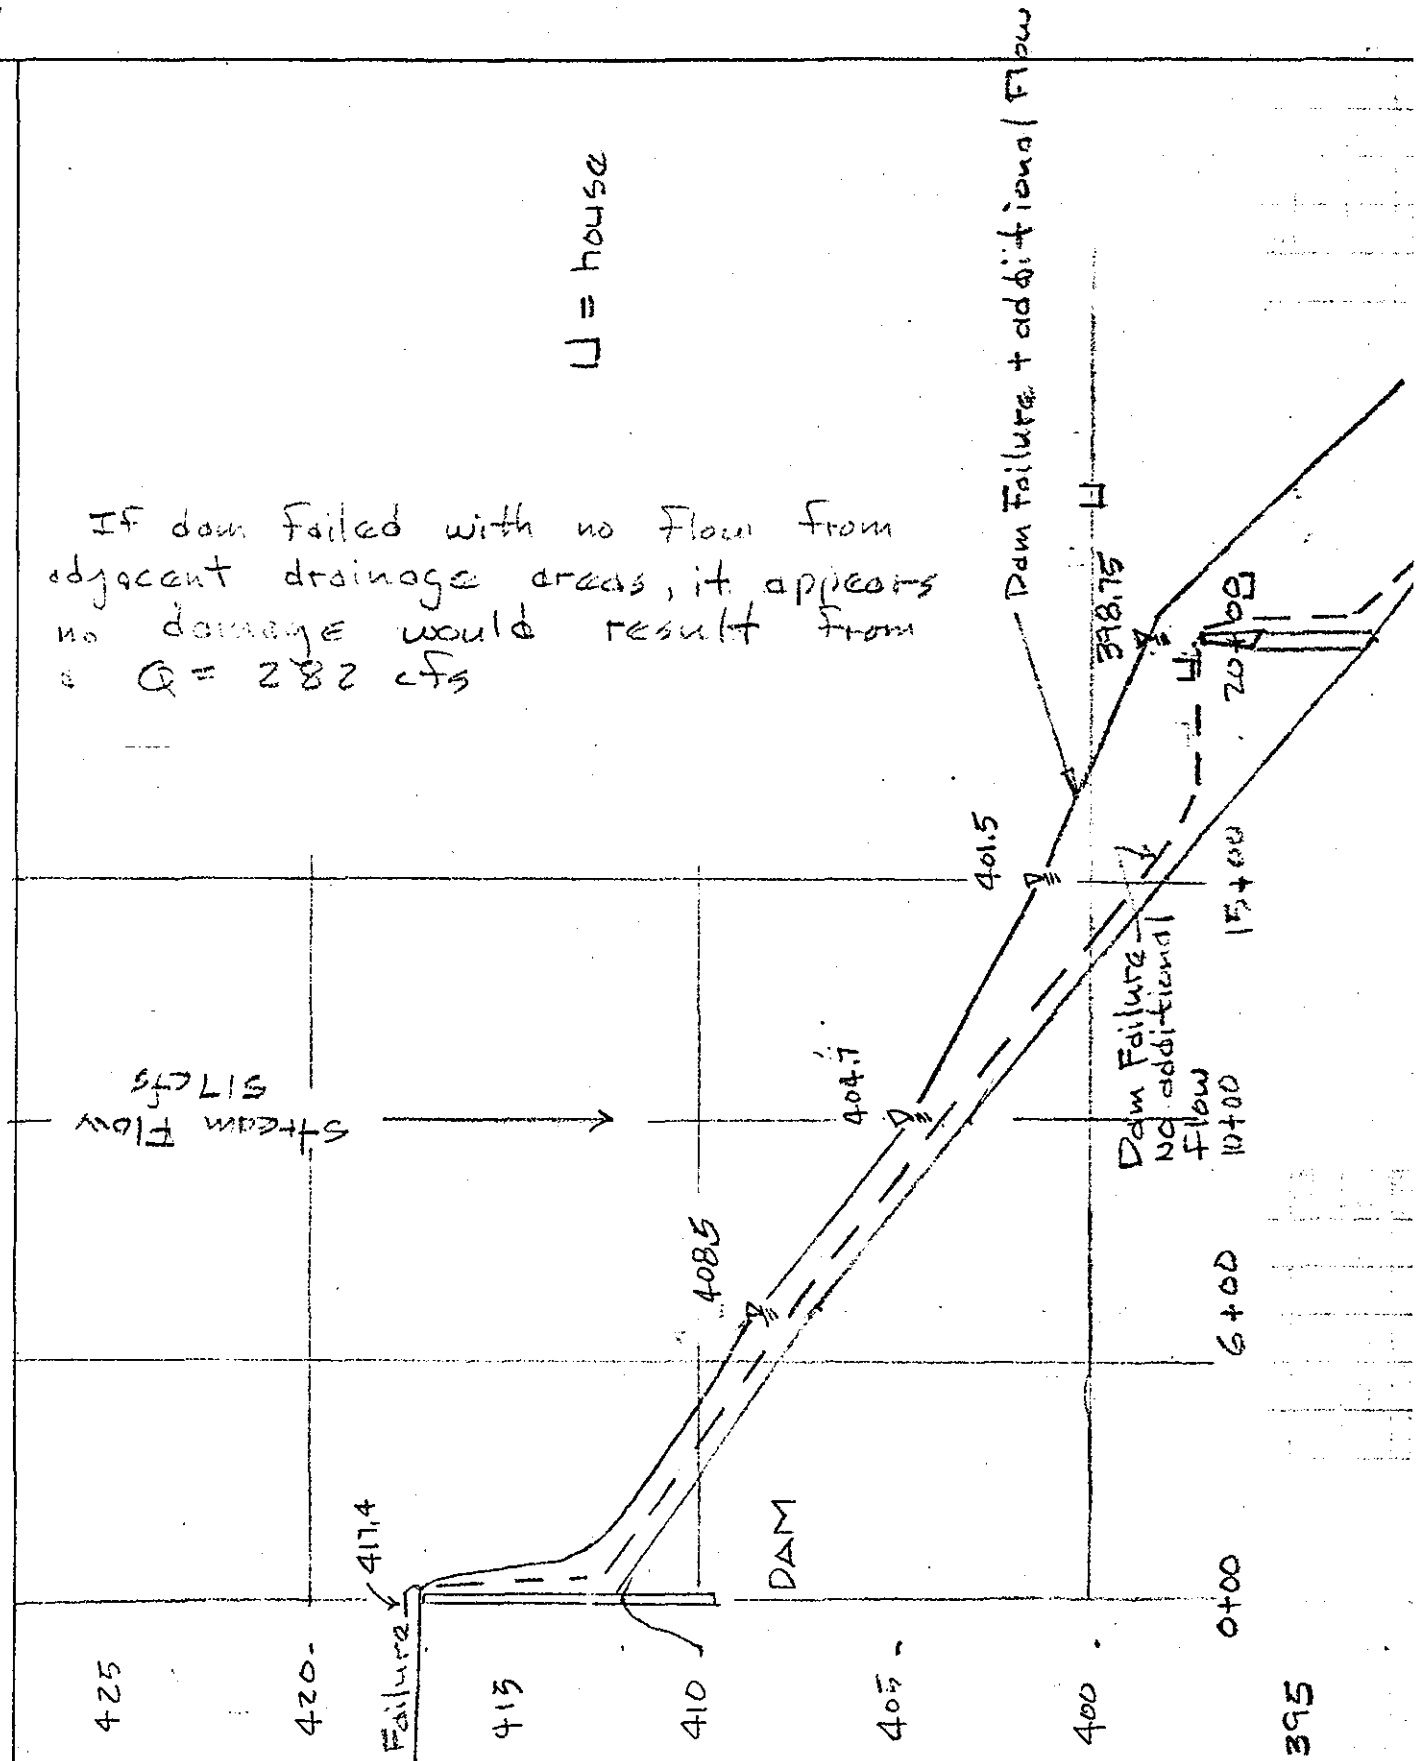 If dam failed with no flow from
adjacent drainage areas, it appears
no damage would result from
a Q = 282 cfs
⊔ = house
Dam Failure + additional Flow
Stream
Flow
517 cfs
Failure
417.4
408.5
404.7
401.5
398.75
DAM
Dam Failure
No additional
Flow
425
420
415
410
405
400
395
0+00
6+00
10+00
15+00
20+00